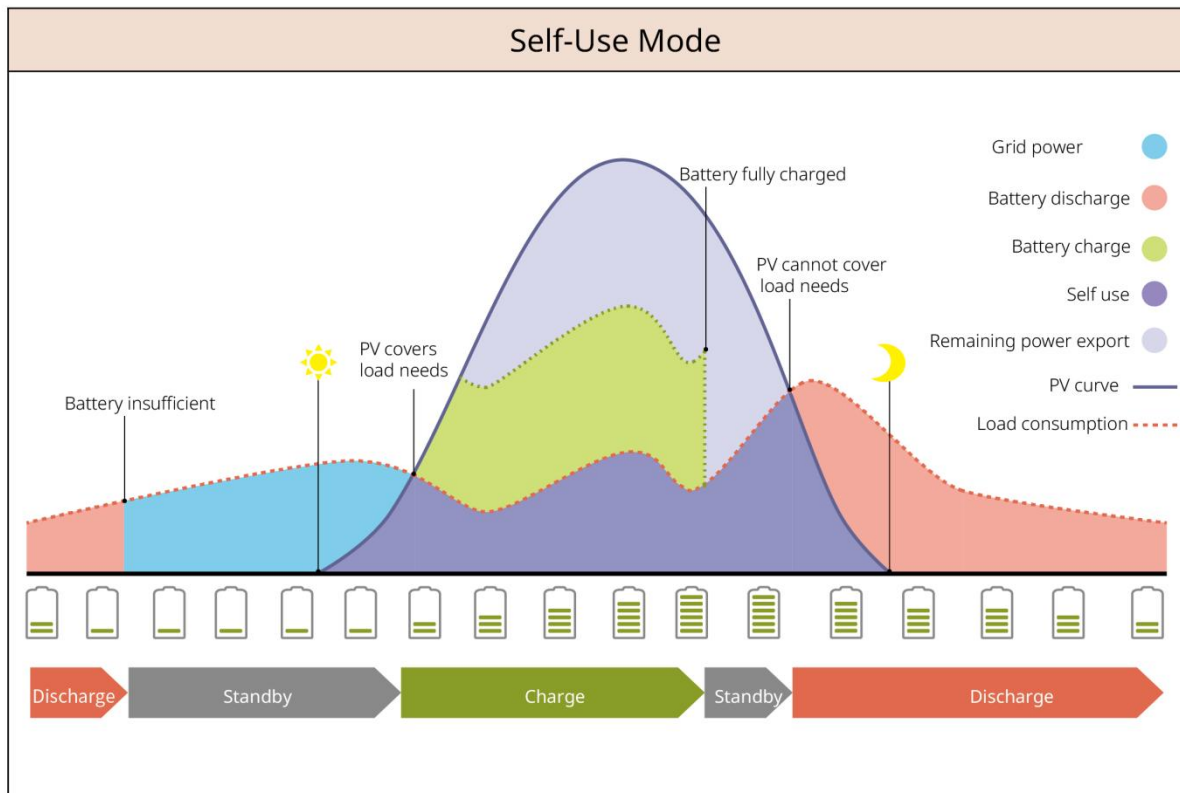 Self-Use Mode
Grid power
Battery fully charged
Battery discharge
Battery charge
PV cannot cover
load needs
Self use
Remaining power export
PV covers
load needs
PV curve
Battery insufficient
Load consumption
Discharge
Standby
Charge
Standby
Discharge